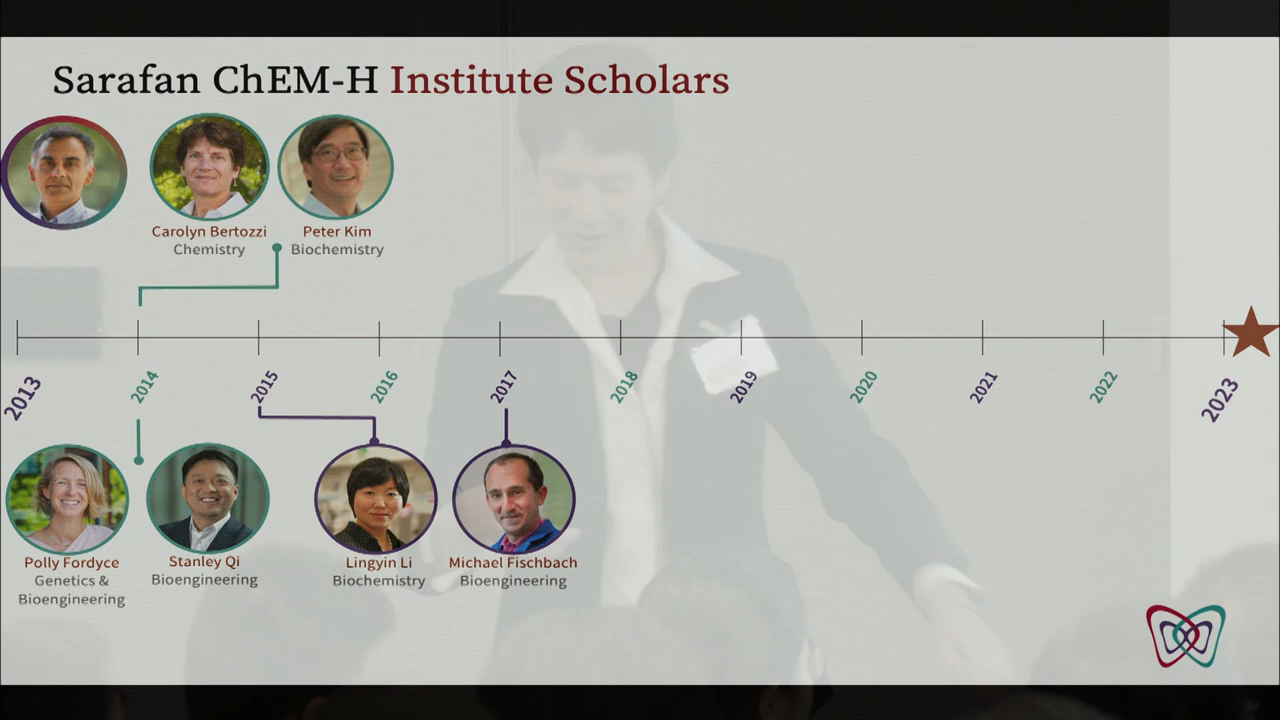 Sarafan ChEM-H Institute Scholars
Carolyn Bertozzi
Chemistry
Peter Kim
Biochemistry
2013
2014
2015
2016
2017
2018
2019
2020
2021
2022
2023
Polly Fordyce
Genetics &
Bioengineering
Stanley Qi
Bioengineering
Lingyin Li
Biochemistry
Michael Fischbach
Bioengineering